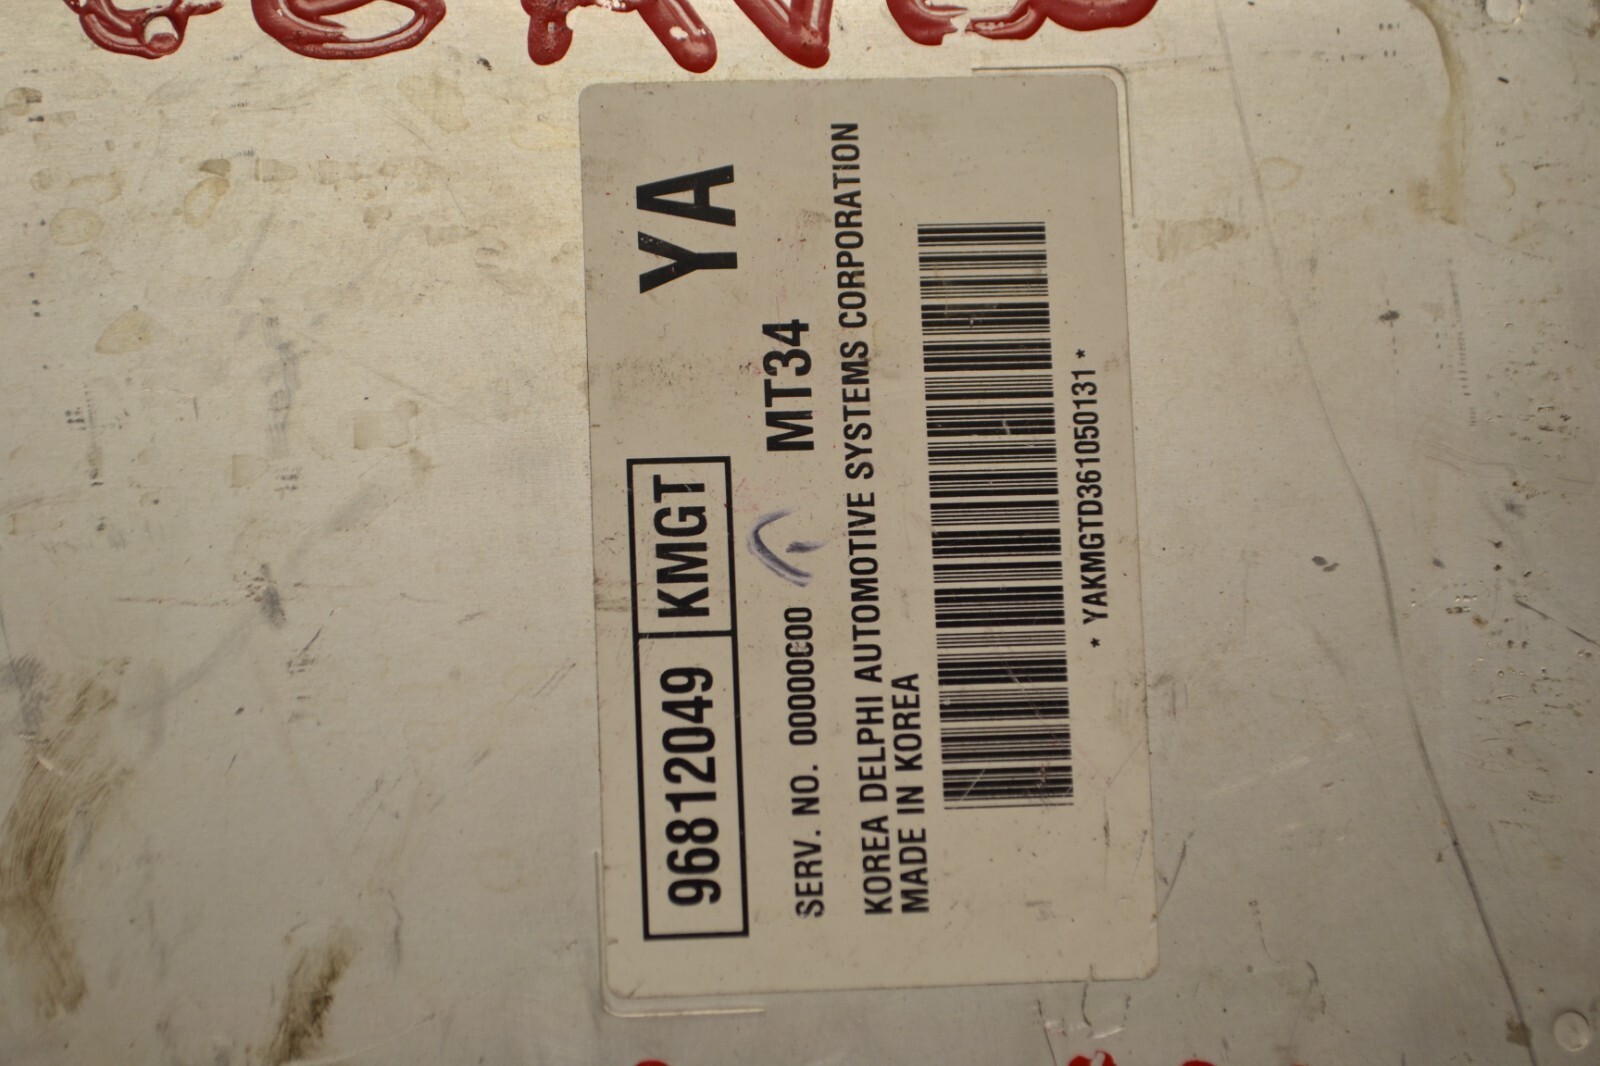 96812049 KMGT YA
SERV. NO. 00000000 MT34
KOREA DELPHI AUTOMOTIVE SYSTEMS CORPORATION
MADE IN KOREA
* YAKMGTD361050131 *